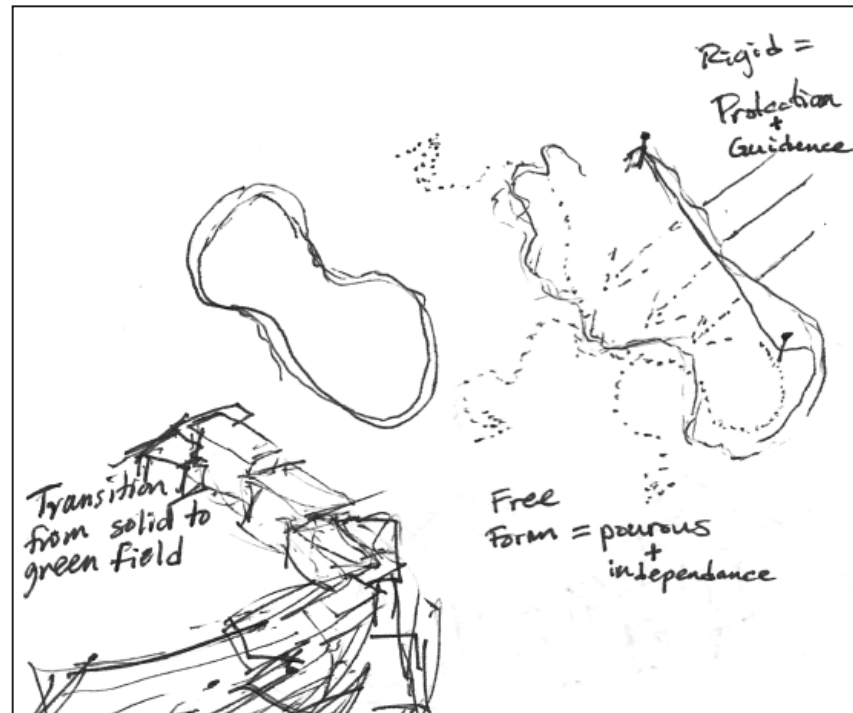 Rigid =
Protection
+
Guidence
Transition
from solid to
green field
Free
Form = pourous
+
independance